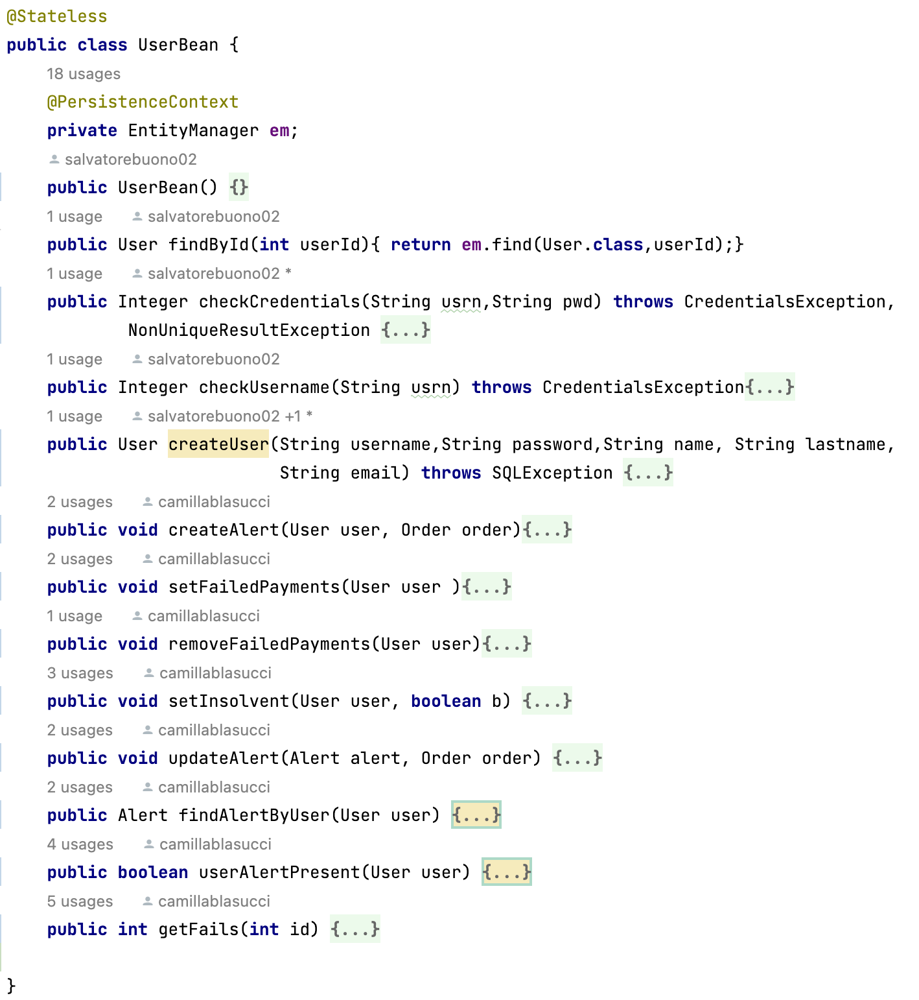 @Stateless
public class UserBean {
18 usages
@PersistenceContext
private EntityManager em;
salvatorebuono02
public UserBean() {}
1 usage salvatorebuono02
public User findById(int userId){ return em.find(User.class,userId);}
1 usage salvatorebuono02 *
public Integer checkCredentials(String usrn,String pwd) throws CredentialsException,
NonUniqueResultException {...}
1 usage salvatorebuono02
public Integer checkUsername(String usrn) throws CredentialsException{...}
1 usage salvatorebuono02 +1 *
public User createUser(String username,String password,String name, String lastname,
String email) throws SQLException {...}
2 usages camillablasucci
public void createAlert(User user, Order order){...}
2 usages camillablasucci
public void setFailedPayments(User user ){...}
1 usage camillablasucci
public void removeFailedPayments(User user){...}
3 usages camillablasucci
public void setInsolvent(User user, boolean b) {...}
2 usages camillablasucci
public void updateAlert(Alert alert, Order order) {...}
2 usages camillablasucci
public Alert findAlertByUser(User user) {...}
4 usages camillablasucci
public boolean userAlertPresent(User user) {...}
5 usages camillablasucci
public int getFails(int id) {...}
}